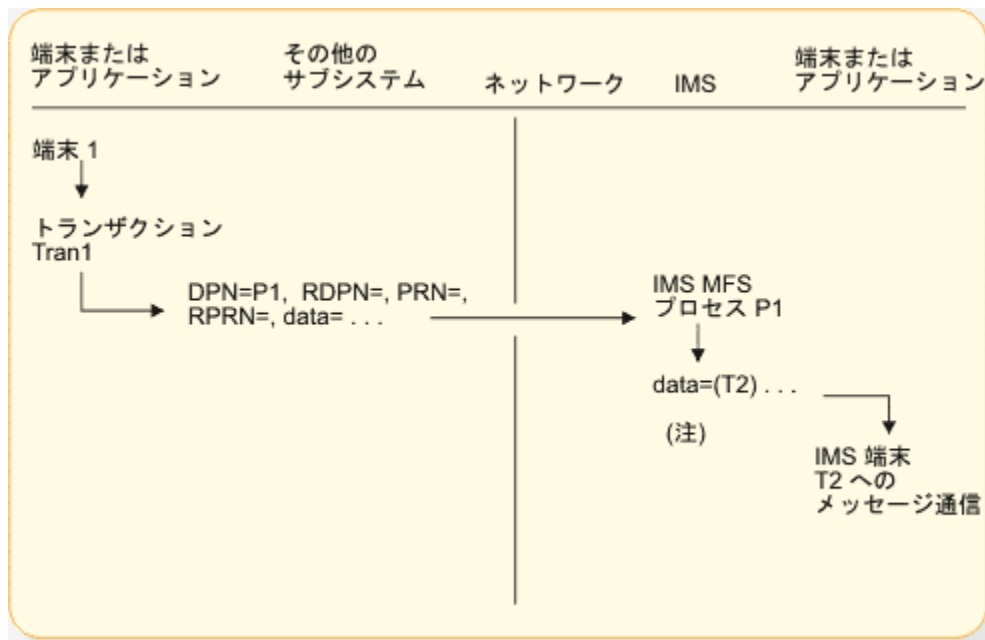 端末または
アプリケーション
その他の
サブシステム
ネットワーク
IMS
端末または
アプリケーション
端末 1
トランザクション
Tran1
DPN=P1, RDPN=, PRN=,
RPRN=, data= . . .
IMS MFS
プロセス P1
data=(T2) . . .
(注)
IMS 端末
T2 への
メッセージ通信